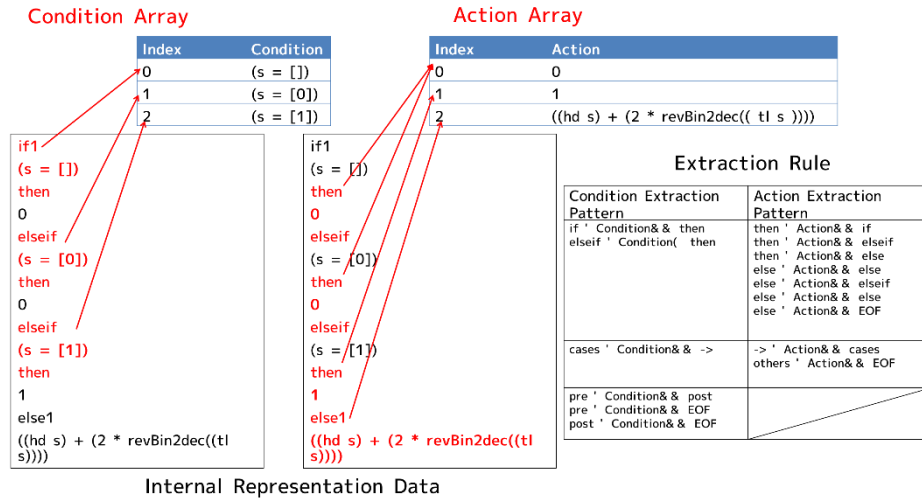 Condition Array
Action Array
Index Condition
0 (s = [])
1 (s = [0])
2 (s = [1])
Index Action
0 0
1 1
2 ((hd s) + (2 * revBin2dec(( tl s ))))
if1
(s = [])
then
0
elseif
(s = [0])
then
0
elseif
(s = [1])
then
1
else1
((hd s) + (2 * revBin2dec((tl
s))))
if1
(s = [])
then
0
elseif
(s = [0])
then
0
elseif
(s = [1])
then
1
else1
((hd s) + (2 * revBin2dec((tl
s))))
Extraction Rule
Condition Extraction
Pattern
Action Extraction
Pattern
if ' Condition& & then
elseif ' Condition( then
then ' Action& & if
then ' Action& & elseif
then ' Action& & else
else ' Action& & else
else ' Action& & elseif
else ' Action& & else
else ' Action& & EOF
cases ' Condition& & ->
-> ' Action& & cases
others ' Action& & EOF
pre ' Condition& & post
pre ' Condition& & EOF
post ' Condition& & EOF
Internal Representation Data